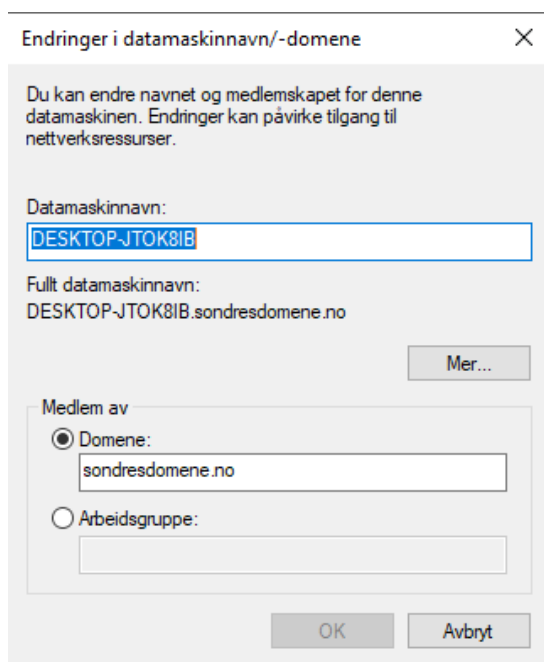 Endringer i datamaskinnavn/-domene
Du kan endre navnet og medlemskapet for denne
datamaskinen. Endringer kan påvirke tilgang til
nettverksressurser.
Datamaskinnavn:
DESKTOP-JTOK8IB
Fullt datamaskinnavn:
DESKTOP-JTOK8IB.sondresdomene.no
Mer...
Medlem av
Domene:
sondresdomene.no
Arbeidsgruppe:
OK
Avbryt